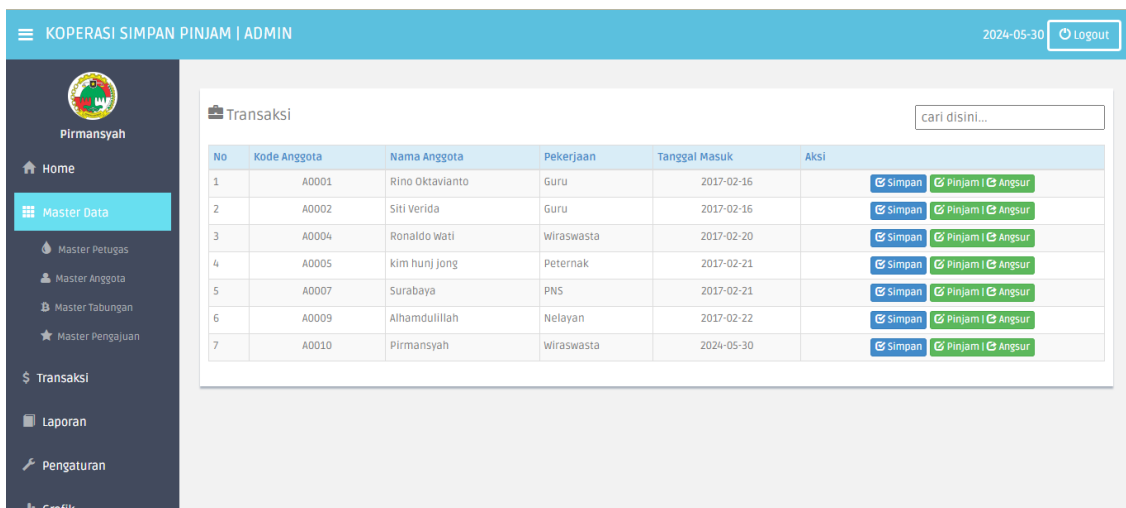 KOPERASI SIMPAN PINJAM | ADMIN
2024-05-30 Logout
Pirmansyah
Home
Master Data
Master Petugas
Master Anggota
Master Tabungan
Master Pengajuan
$ Transaksi
Laporan
Pengaturan
Grafik
Transaksi
cari disini...
No Kode Anggota Nama Anggota Pekerjaan Tanggal Masuk Aksi
1 A0001 Rino Oktavianto Guru 2017-02-16 Simpan Pinjam | Angsur
2 A0002 Siti Verida Guru 2017-02-16 Simpan Pinjam | Angsur
3 A0004 Ronaldo Wati Wiraswasta 2017-02-20 Simpan Pinjam | Angsur
4 A0005 kim hunj jong Peternak 2017-02-21 Simpan Pinjam | Angsur
5 A0007 Surabaya PNS 2017-02-21 Simpan Pinjam | Angsur
6 A0009 Alhamdulillah Nelayan 2017-02-22 Simpan Pinjam | Angsur
7 A0010 Pirmansyah Wiraswasta 2024-05-30 Simpan Pinjam | Angsur